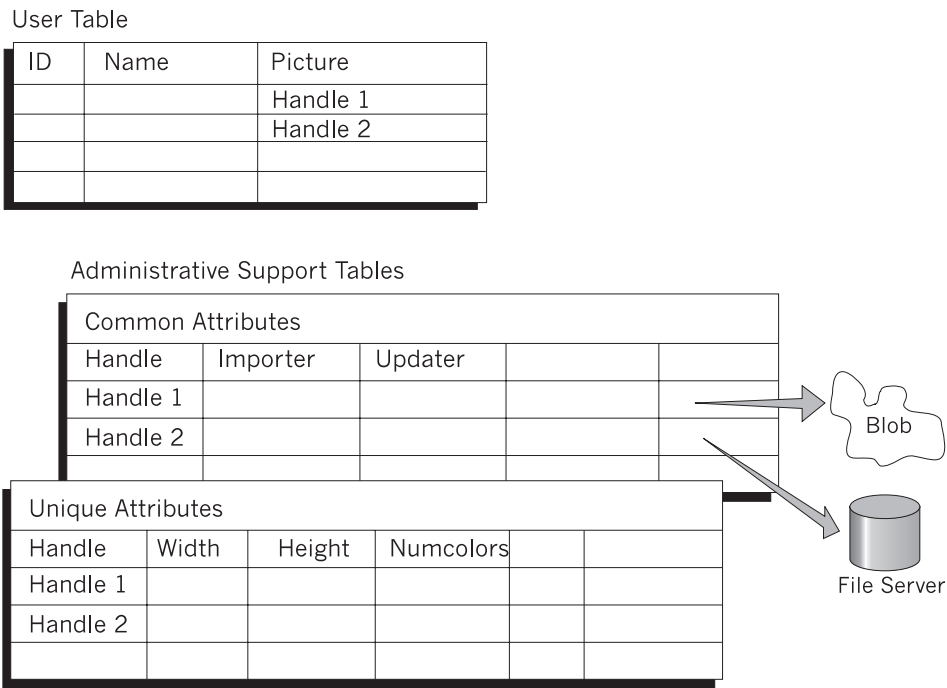 User Table
ID Name Picture
Handle 1
Handle 2
Administrative Support Tables
Common Attributes
Handle Importer Updater
Handle 1
Handle 2
Blob
Unique Attributes
Handle Width Height Numcolors
Handle 1
Handle 2
File Server